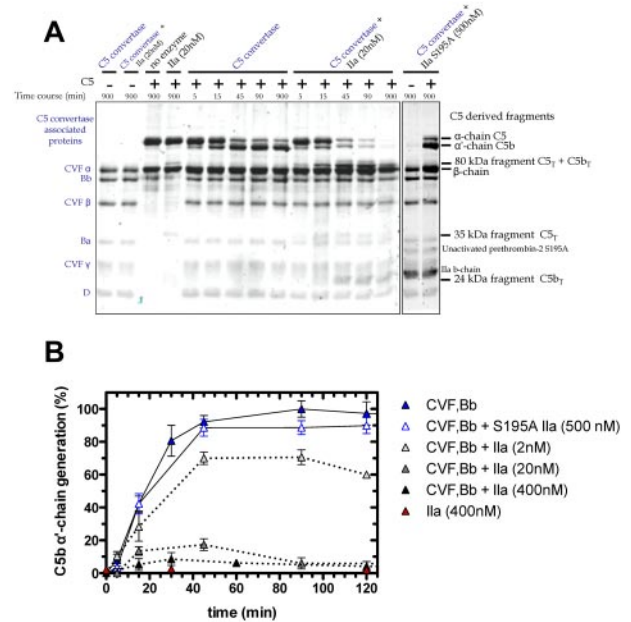 A
C5 convertase
C5 convertase +
IIa (20nM)
no enzyme
IIa (20nM)
C5 convertase
C5 convertase +
IIa (20nM)
C5 convertase +
IIa S195A (500nM)
C5 - - + + + + + + + + + + + + - +
Time course (min) 900 900 900 900 5 15 45 90 900 5 15 45 90 900 900 900
C5 convertase
associated
proteins
CVF α
Bb
CVF β
Ba
CVF γ
D
C5 derived fragments
α-chain C5
α'-chain C5b
80 kDa fragment C5T + C5bT
β-chain
35 kDa fragment C5T
Unactivated prethrombin-2 S195A
IIa b-chain
24 kDa fragment C5bT
B
C5b α'-chain generation (%)
100
80
60
40
20
0
0 20 40 60 80 100 120
time (min)
CVF,Bb
CVF,Bb + S195A IIa (500 nM)
CVF,Bb + IIa (2nM)
CVF,Bb + IIa (20nM)
CVF,Bb + IIa (400nM)
IIa (400nM)